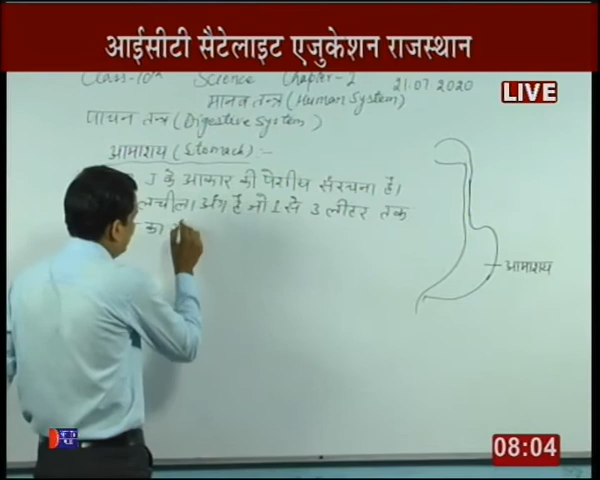 आईसीटी सैटेलाइट एजुकेशन राजस्थान
LIVE
Class-10th Science Chapter-2 21.07.2020
मानव तन्त्र (Human System)
पाचन तन्त्र (Digestive System)
आमाशय (Stomach) :-
J के आकार की पेशीय संरचना है।
लचीला अंग है जो 1 से 3 लीटर तक
का
आमाशय
08:04